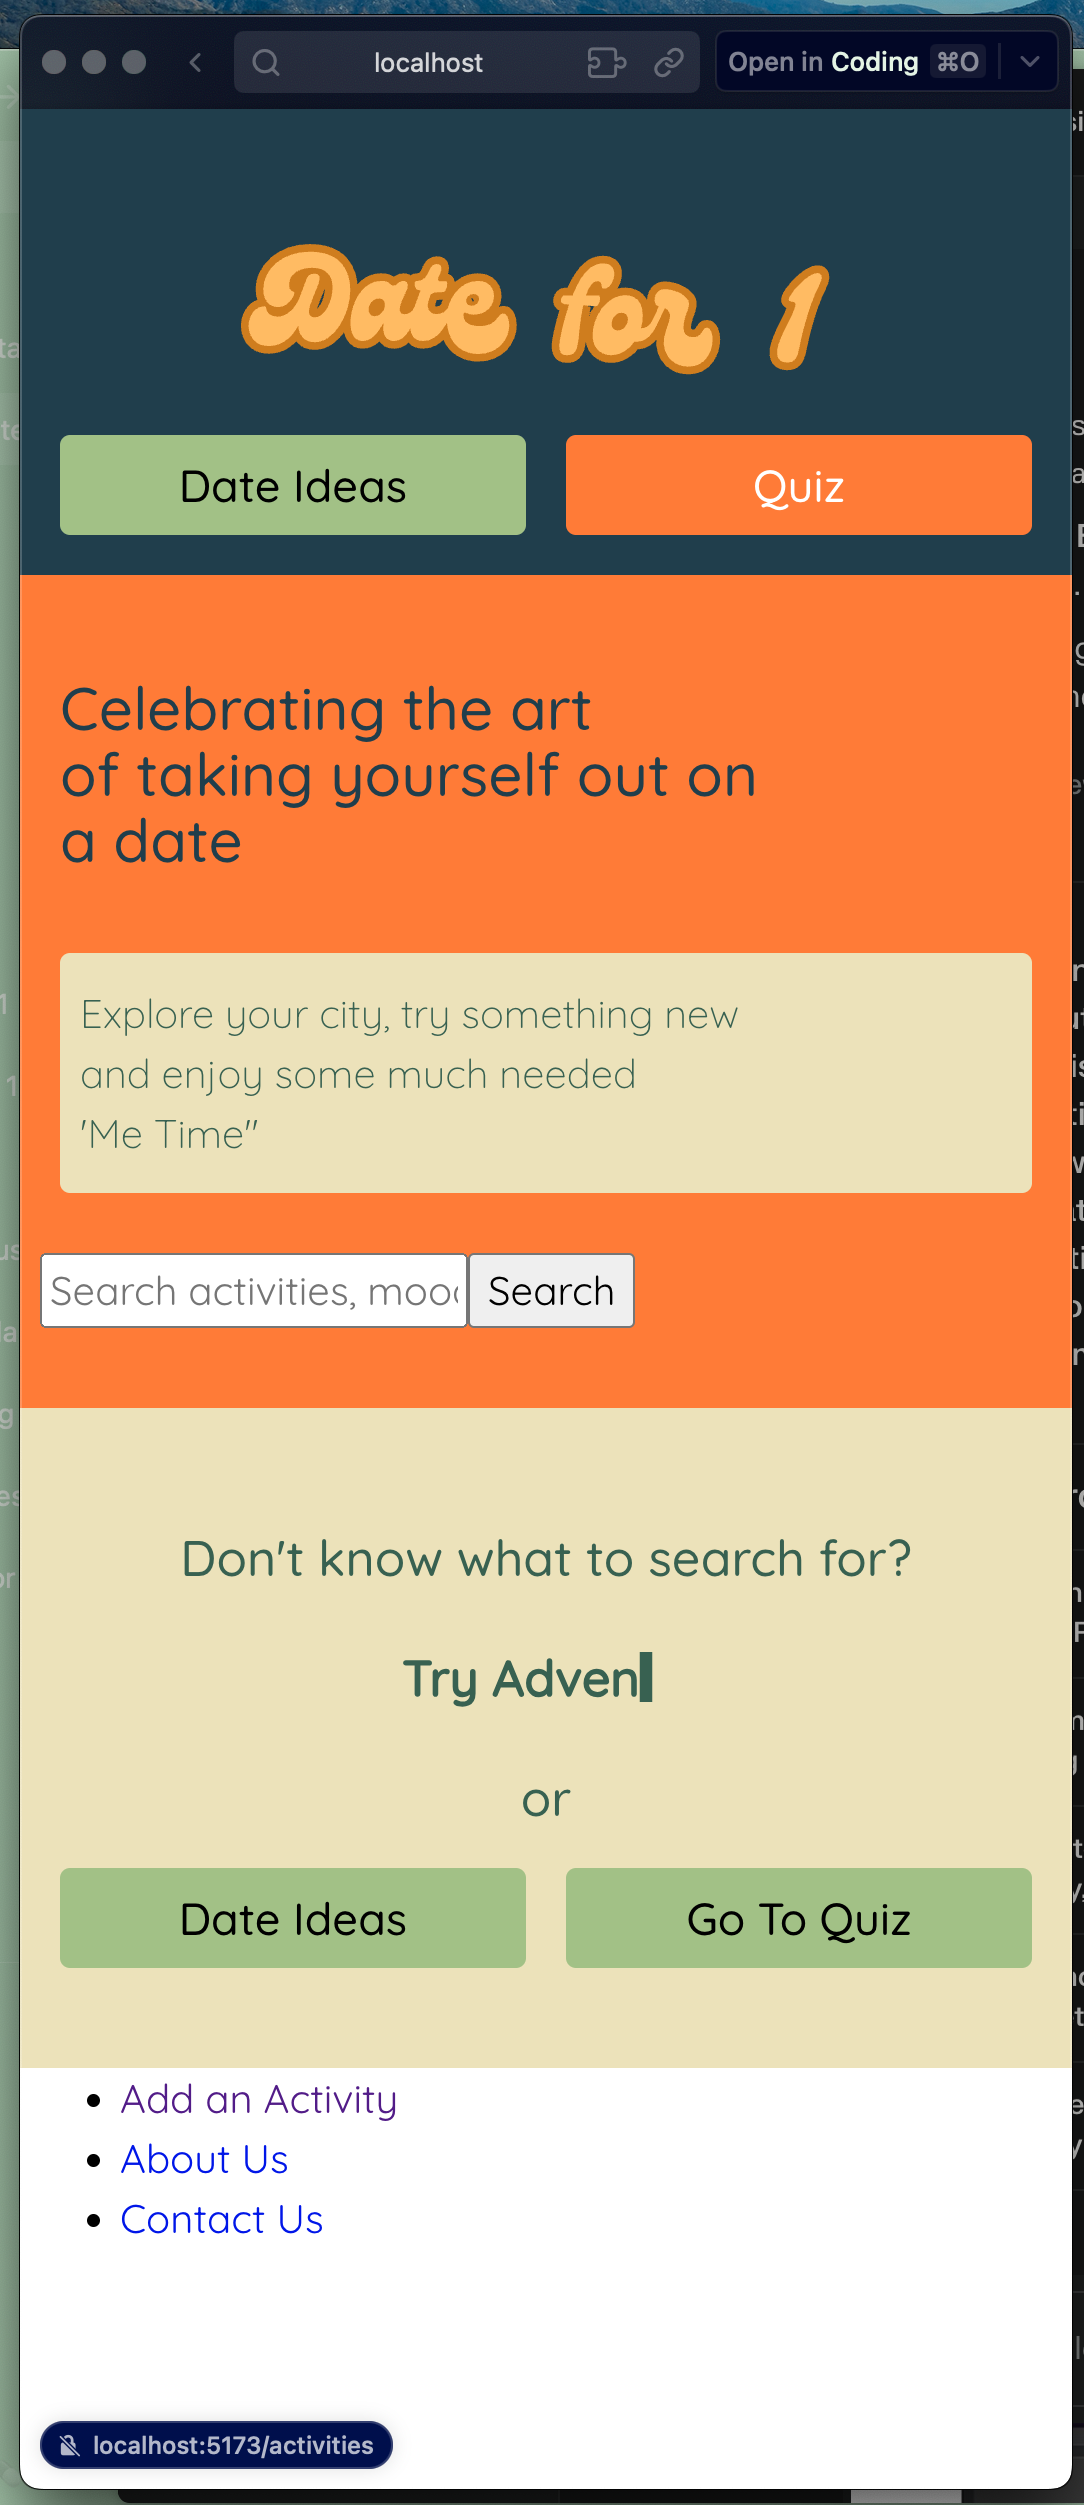 localhost
Open in Coding ⌘O
Date for 1
Date Ideas
Quiz
Celebrating the art
of taking yourself out on
a date
Explore your city, try something new
and enjoy some much needed
'Me Time"
Search activities, mood
Search
Don't know what to search for?
Try Adven
or
Date Ideas
Go To Quiz
Add an Activity
About Us
Contact Us
localhost:5173/activities